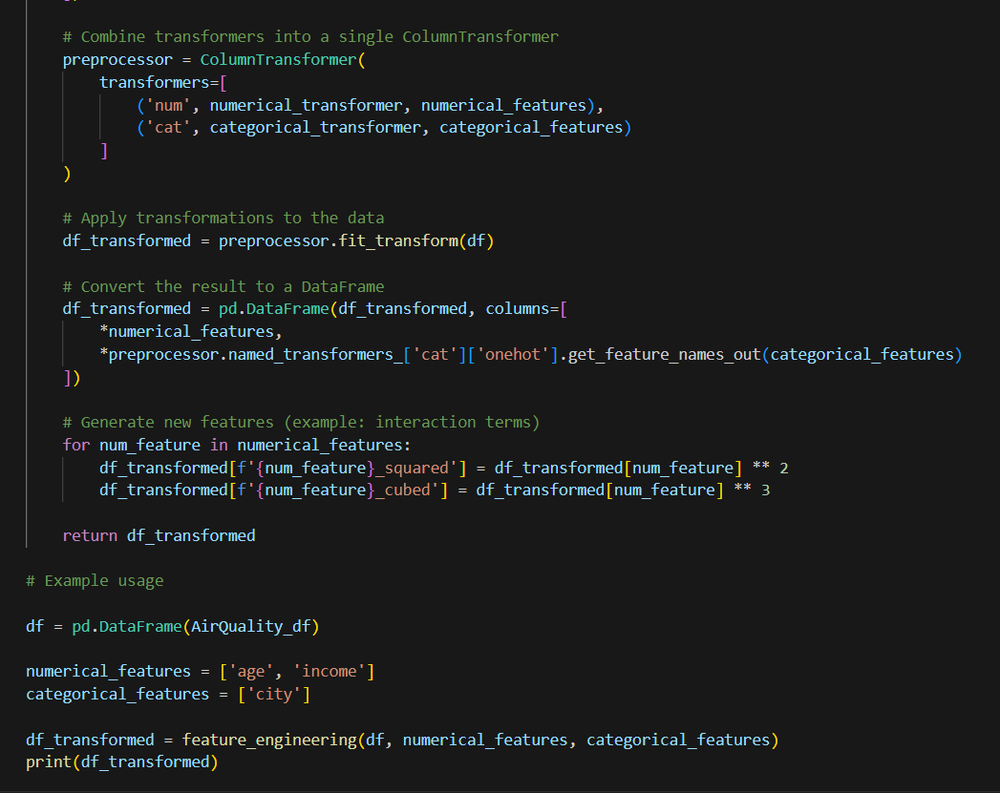 # Combine transformers into a single ColumnTransformer
preprocessor = ColumnTransformer(
transformers=[
('num', numerical_transformer, numerical_features),
('cat', categorical_transformer, categorical_features)
]
)
# Apply transformations to the data
df_transformed = preprocessor.fit_transform(df)
# Convert the result to a DataFrame
df_transformed = pd.DataFrame(df_transformed, columns=[
*numerical_features,
*preprocessor.named_transformers_['cat']['onehot'].get_feature_names_out(categorical_features)
])
# Generate new features (example: interaction terms)
for num_feature in numerical_features:
df_transformed[f'{num_feature}_squared'] = df_transformed[num_feature] ** 2
df_transformed[f'{num_feature}_cubed'] = df_transformed[num_feature] ** 3
return df_transformed
# Example usage
df = pd.DataFrame(AirQuality_df)
numerical_features = ['age', 'income']
categorical_features = ['city']
df_transformed = feature_engineering(df, numerical_features, categorical_features)
print(df_transformed)